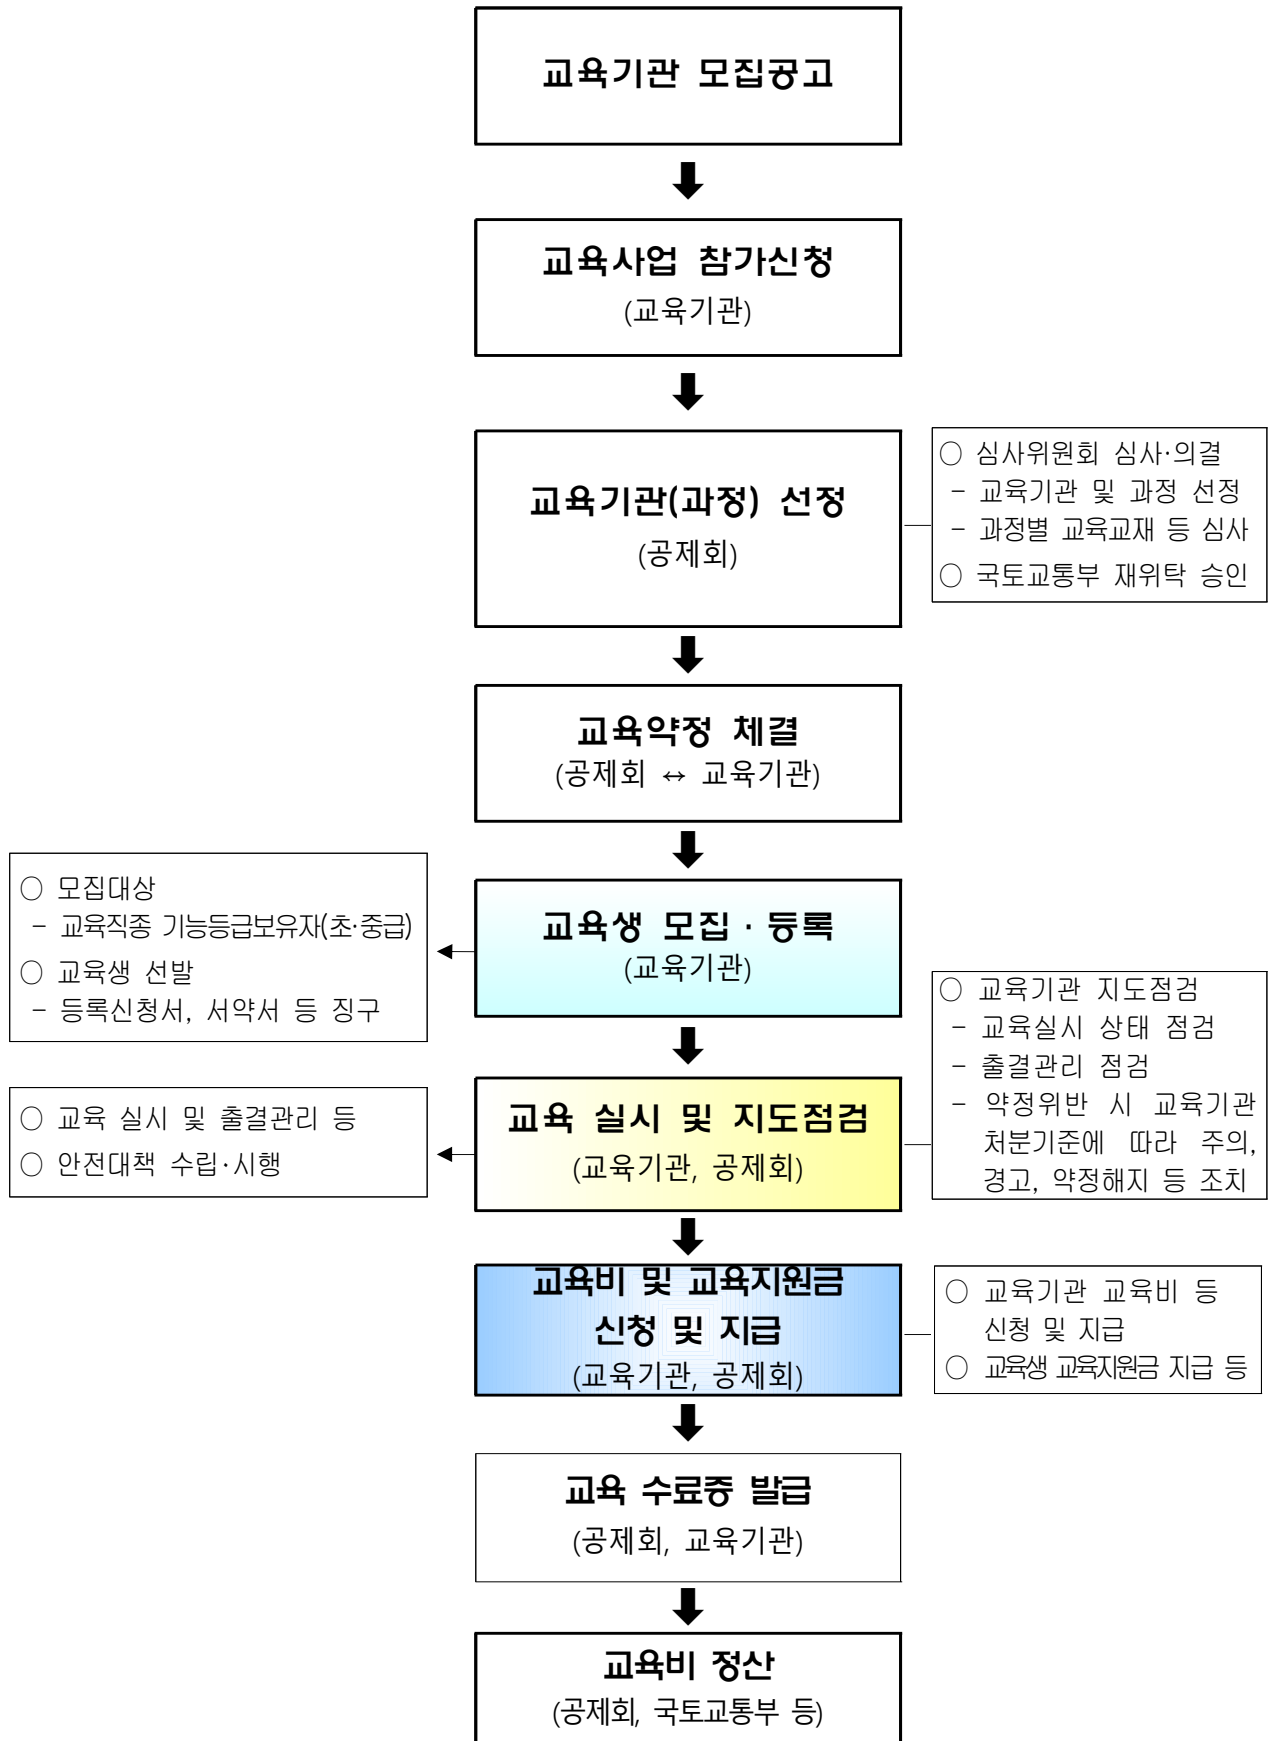 교육기관 모집공고
교육사업 참가신청
(교육기관)
교육기관(과정) 선정
(공제회)
○ 심사위원회 심사·의결
- 교육기관 및 과정 선정
- 과정별 교육교재 등 심사
○ 국토교통부 재위탁 승인
교육약정 체결
(공제회 ↔ 교육기관)
○ 모집대상
- 교육직종 기능등급보유자(초·중급)
○ 교육생 선발
- 등록신청서, 서약서 등 징구
교육생 모집 · 등록
(교육기관)
○ 교육 실시 및 출결관리 등
○ 안전대책 수립·시행
교육 실시 및 지도점검
(교육기관, 공제회)
○ 교육기관 지도점검
- 교육실시 상태 점검
- 출결관리 점검
- 약정위반 시 교육기관
처분기준에 따라 주의,
경고, 약정해지 등 조치
교육비 및 교육지원금
신청 및 지급
(교육기관, 공제회)
○ 교육기관 교육비 등
신청 및 지급
○ 교육생 교육지원금 지급 등
교육 수료증 발급
(공제회, 교육기관)
교육비 정산
(공제회, 국토교통부 등)